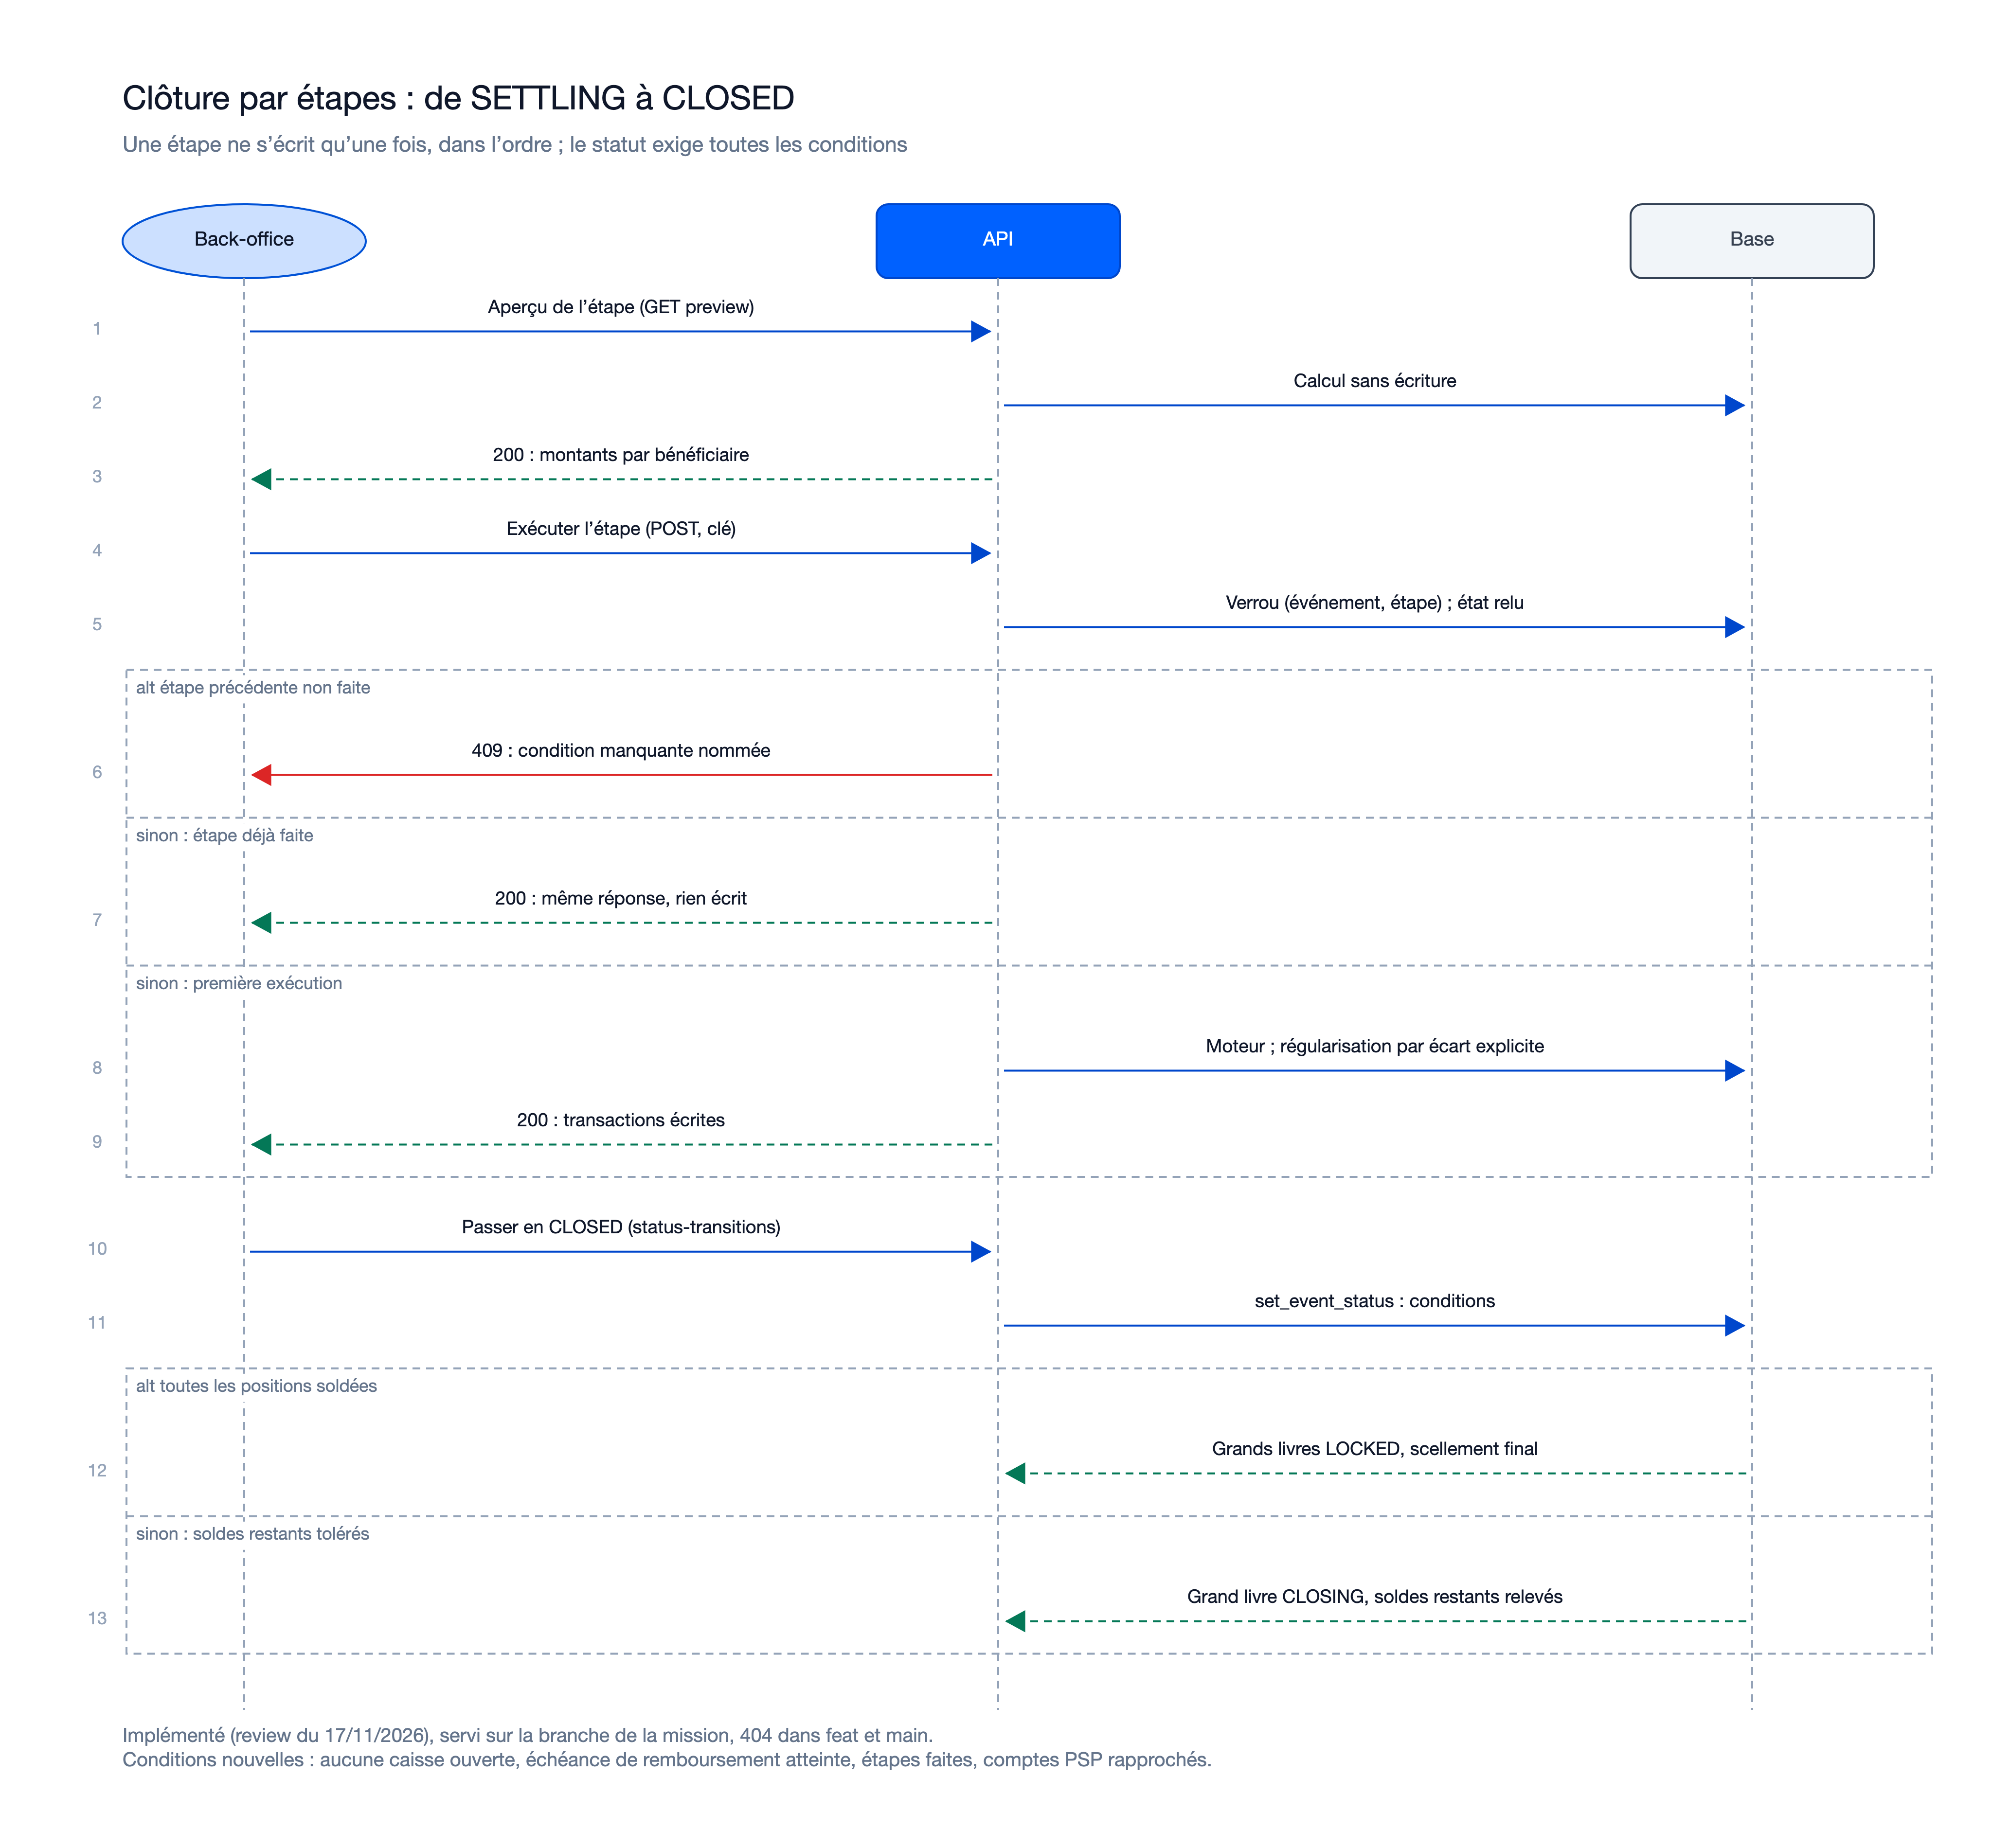 Clôture par étapes : de SETTLING à CLOSED
Une étape ne s’écrit qu’une fois, dans l’ordre ; le statut exige toutes les conditions
Back-office
API
Base
Aperçu de l’étape (GET preview)
1
Calcul sans écriture
2
200 : montants par bénéficiaire
3
Exécuter l’étape (POST, clé)
4
Verrou (événement, étape) ; état relu
5
alt étape précédente non faite
409 : condition manquante nommée
6
sinon : étape déjà faite
200 : même réponse, rien écrit
7
sinon : première exécution
Moteur ; régularisation par écart explicite
8
200 : transactions écrites
9
Passer en CLOSED (status-transitions)
10
set_event_status : conditions
11
alt toutes les positions soldées
Grands livres LOCKED, scellement final
12
sinon : soldes restants tolérés
Grand livre CLOSING, soldes restants relevés
13
Implémenté (review du 17/11/2026), servi sur la branche de la mission, 404 dans feat et main.
Conditions nouvelles : aucune caisse ouverte, échéance de remboursement atteinte, étapes faites, comptes PSP rapprochés.